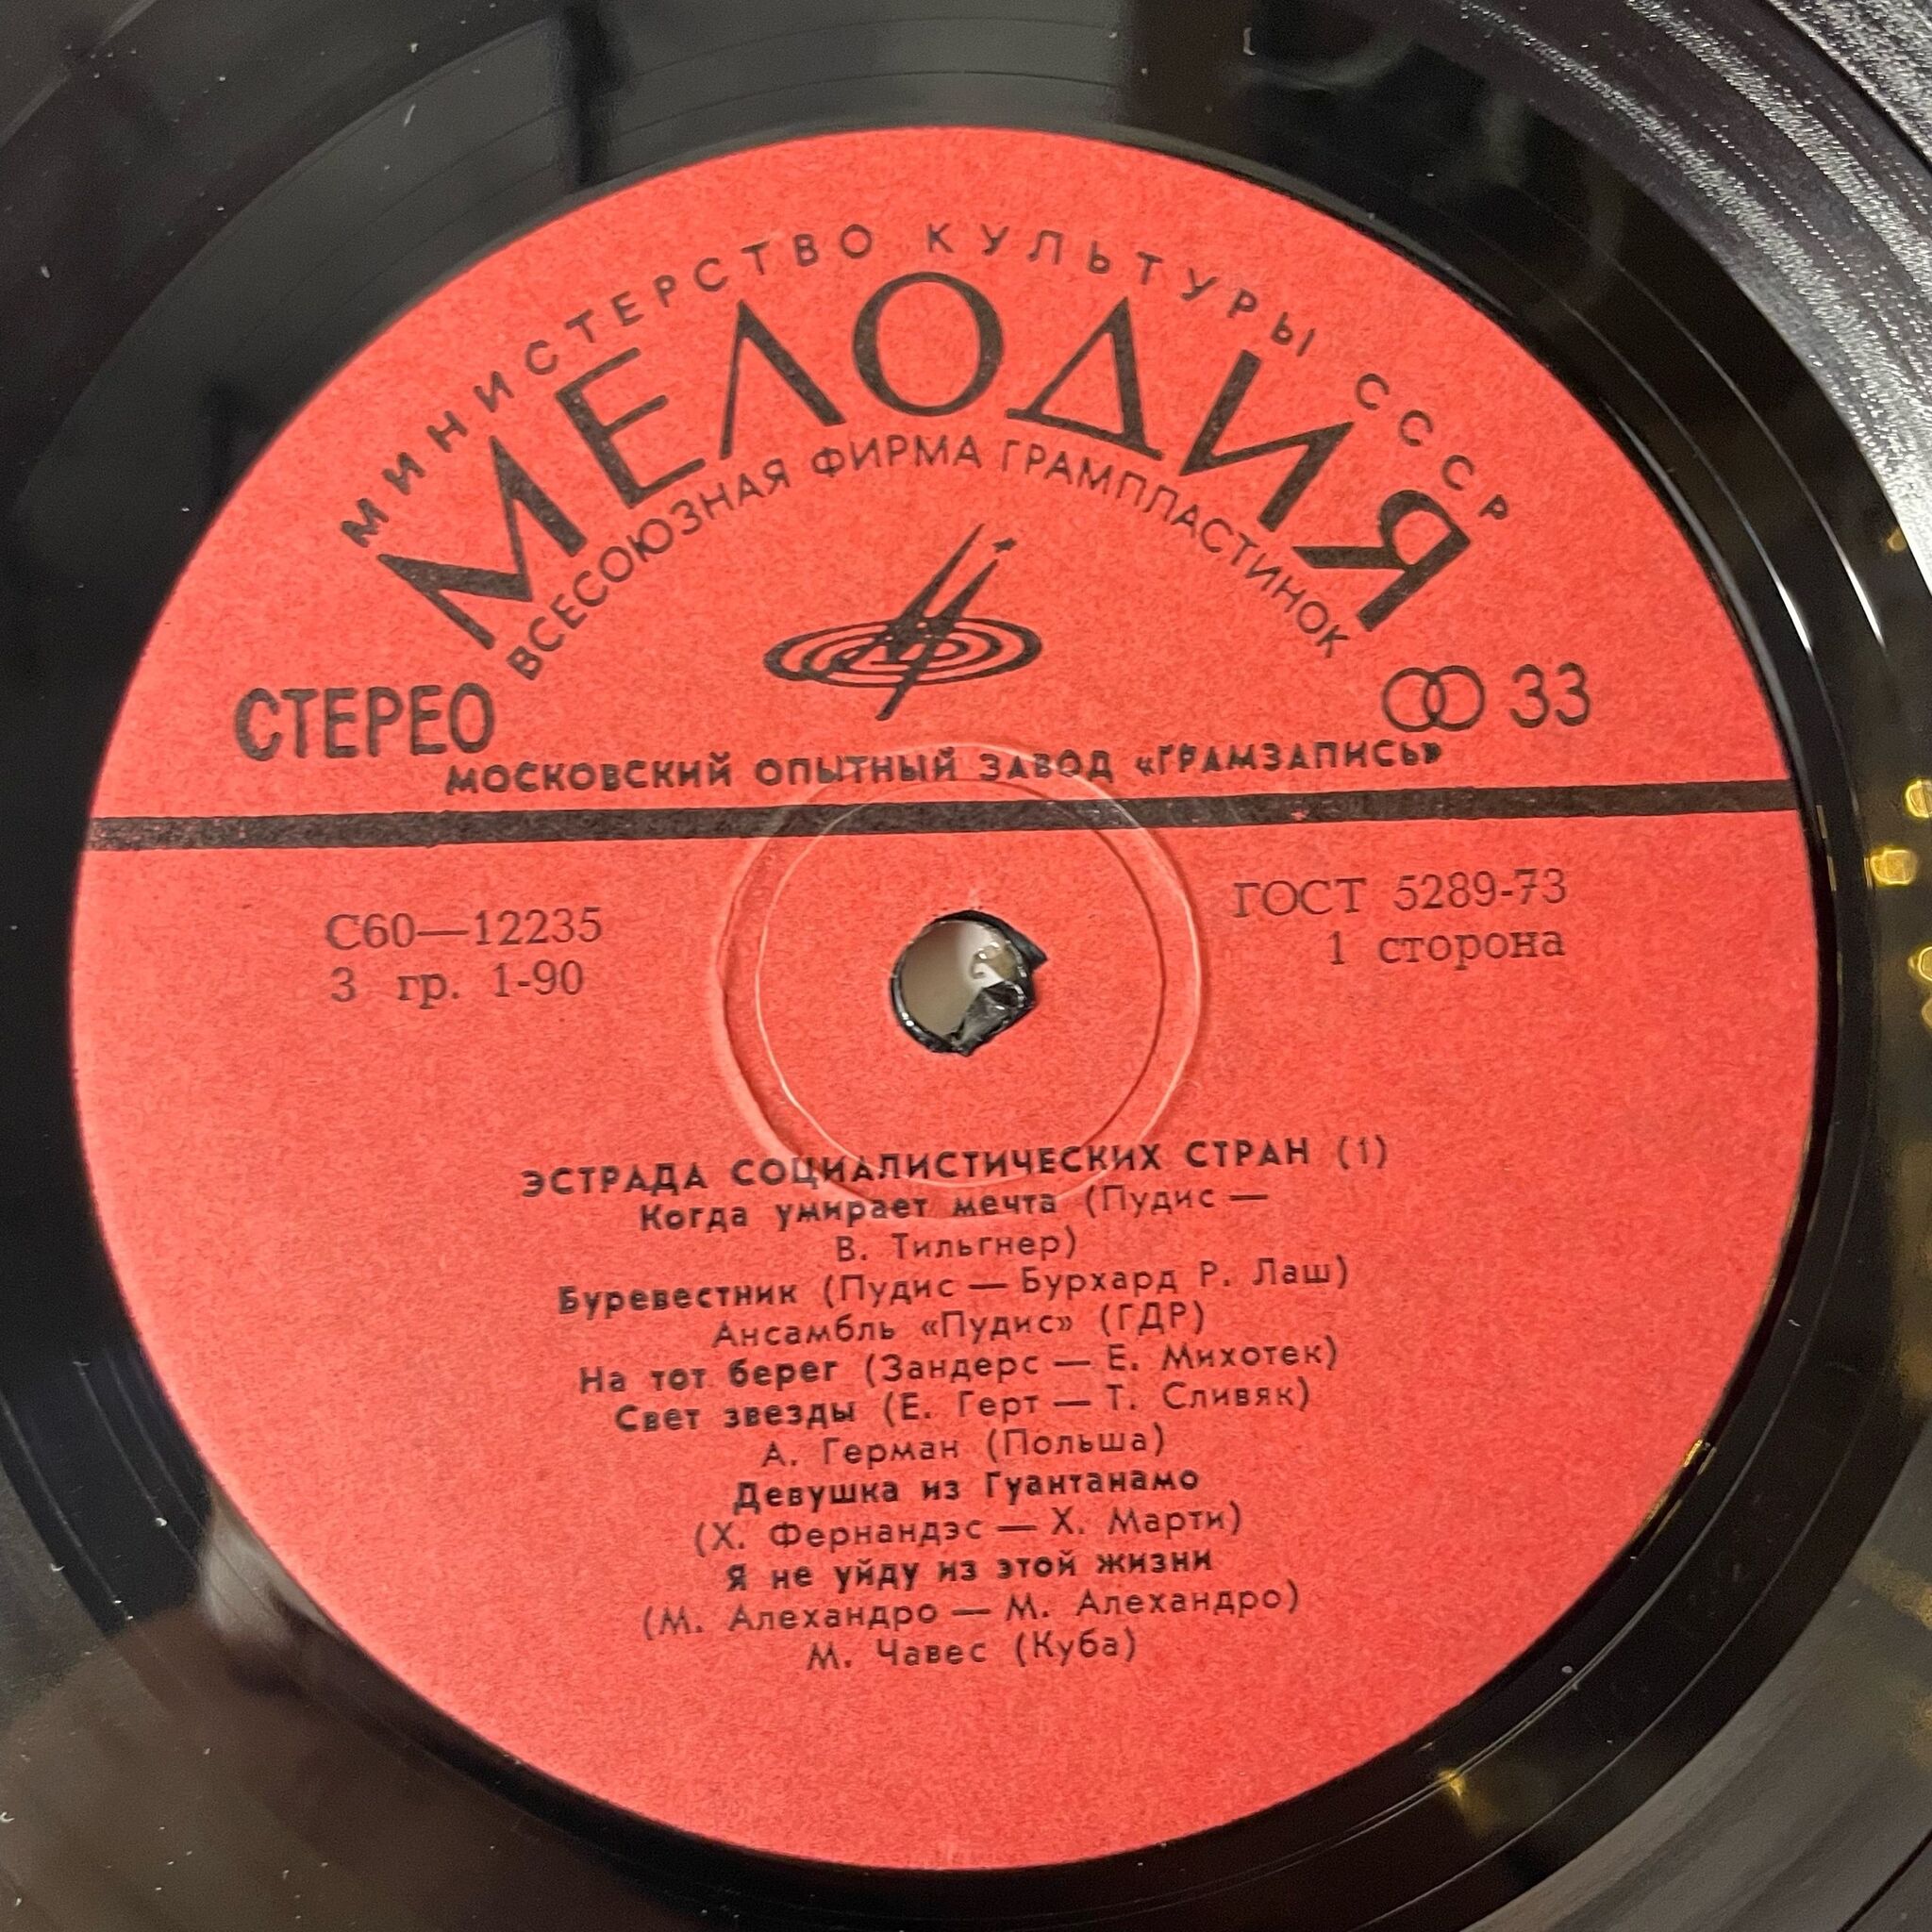 МИНИСТЕРСТВО КУЛЬТУРЫ СССР
МЕЛОДИЯ
ВСЕСОЮЗНАЯ ФИРМА ГРАМПЛАСТИНОК
СТЕРЕО
33
МОСКОВСКИЙ ОПЫТНЫЙ ЗАВОД «ГРАМЗАПИСЬ»
С60—12235
ГОСТ 5289-73
3 гр. 1-90
1 сторона
ЭСТРАДА СОЦИАЛИСТИЧЕСКИХ СТРАН (1)
Когда умирает мечта (Пудис —
В. Тильгнер)
Буревестник (Пудис — Бурхард Р. Лаш)
Ансамбль «Пудис» (ГДР)
На тот берег (Зандерс — Е. Михотек)
Свет звезды (Е. Герт — Т. Сливяк)
А. Герман (Польша)
Девушка из Гуантанамо
(Х. Фернандэс — Х. Марти)
Я не уйду из этой жизни
(М. Алехандро — М. Алехандро)
М. Чавес (Куба)